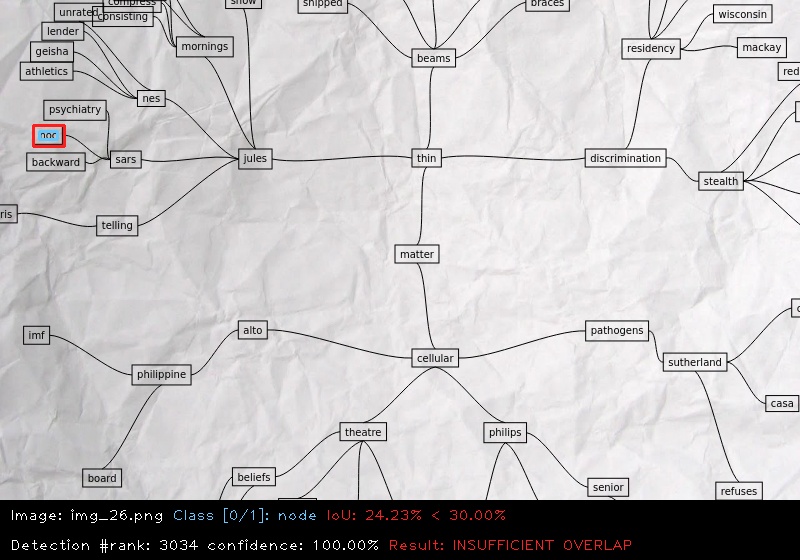 shipped
braces
compress
show
unrated
consisting
wisconsin
lender
mornings
residency
mackay
geisha
beams
athletics
red
nes
psychiatry
backward
sars
jules
thin
discrimination
stealth
ris
telling
matter
imf
alto
pathogens
philippine
cellular
sutherland
casa
theatre
philips
board
beliefs
senior
refuses
Image: img_26.png Class [0/1]: node IoU: 24.23% < 30.00%
Detection #rank: 3034 confidence: 100.00% Result: INSUFFICIENT OVERLAP